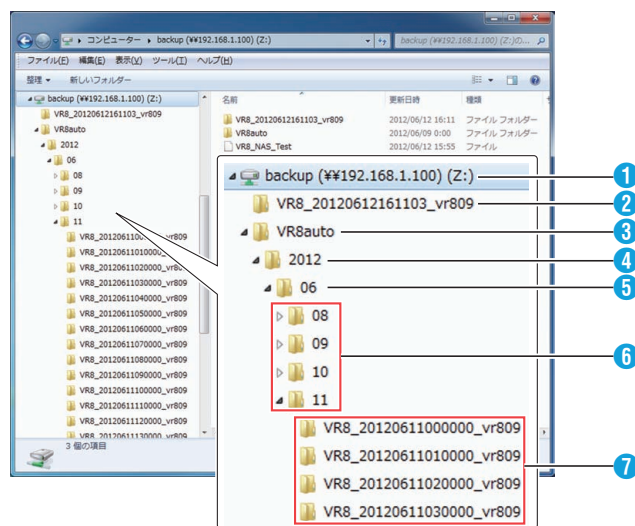 コンピューター ▸ backup (¥¥192.168.1.100) (Z:)
backup (¥¥192.168.1.100) (Z:)の...
ファイル(F) 編集(E) 表示(V) ツール(T) ヘルプ(H)
整理 新しいフォルダー
backup (¥¥192.168.1.100) (Z:)
VR8_20120612161103_vr809
VR8auto
2012
06
08
09
10
11
VR8_20120611000000_vr809
VR8_20120611010000_vr809
VR8_20120611020000_vr809
VR8_20120611030000_vr809
VR8_20120611040000_vr809
VR8_20120611050000_vr809
VR8_20120611060000_vr809
VR8_20120611070000_vr809
VR8_20120611080000_vr809
VR8_20120611090000_vr809
VR8_20120611100000_vr809
VR8_20120611110000_vr809
VR8_20120611120000_vr809
VR8_20120611130000_vr809
3 個の項目
名前 更新日時 種類
VR8_20120612161103_vr809 2012/06/12 16:11 ファイル フォルダー
VR8auto 2012/06/09 0:00 ファイル フォルダー
VR8_NAS_Test 2012/06/12 15:55 ファイル
backup (¥¥192.168.1.100) (Z:) 1
VR8_20120612161103_vr809 2
VR8auto 3
2012 4
06 5
08
09
10
11
6
VR8_20120611000000_vr809
VR8_20120611010000_vr809
VR8_20120611020000_vr809
VR8_20120611030000_vr809
7